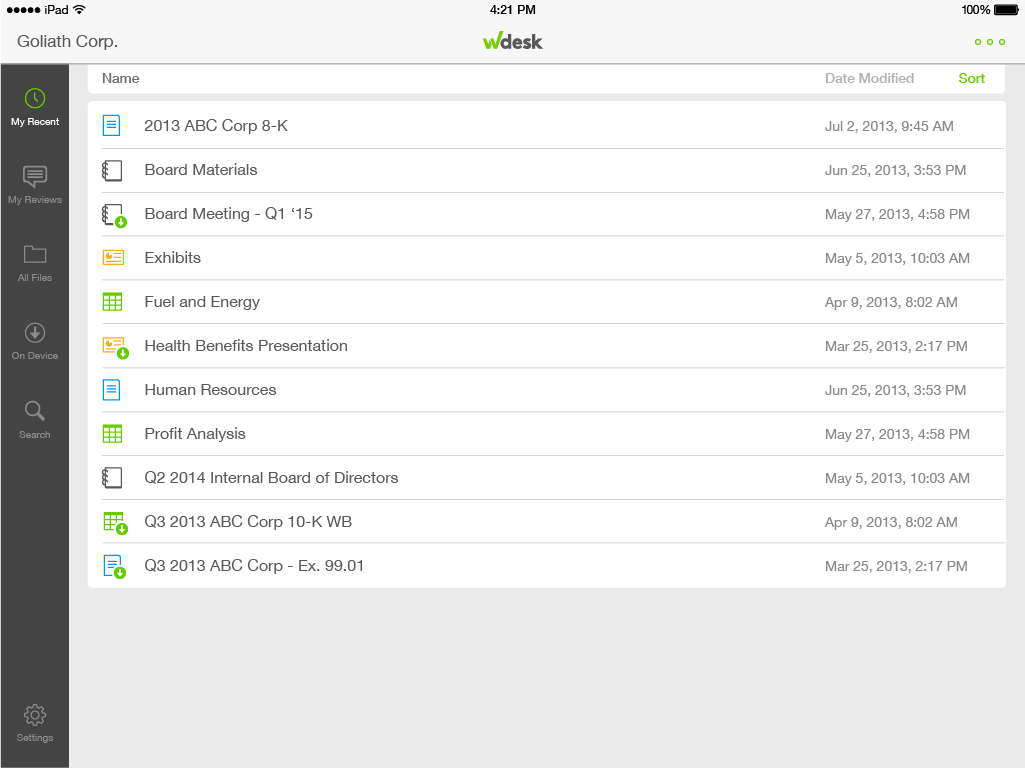 iPad 4:21 PM 100%
Goliath Corp. wdesk
Name Date Modified Sort
My Recent
My Reviews
All Files
On Device
Search
Settings
2013 ABC Corp 8-K Jul 2, 2013, 9:45 AM
Board Materials Jun 25, 2013, 3:53 PM
Board Meeting - Q1 ‘15 May 27, 2013, 4:58 PM
Exhibits May 5, 2013, 10:03 AM
Fuel and Energy Apr 9, 2013, 8:02 AM
Health Benefits Presentation Mar 25, 2013, 2:17 PM
Human Resources Jun 25, 2013, 3:53 PM
Profit Analysis May 27, 2013, 4:58 PM
Q2 2014 Internal Board of Directors May 5, 2013, 10:03 AM
Q3 2013 ABC Corp 10-K WB Apr 9, 2013, 8:02 AM
Q3 2013 ABC Corp - Ex. 99.01 Mar 25, 2013, 2:17 PM